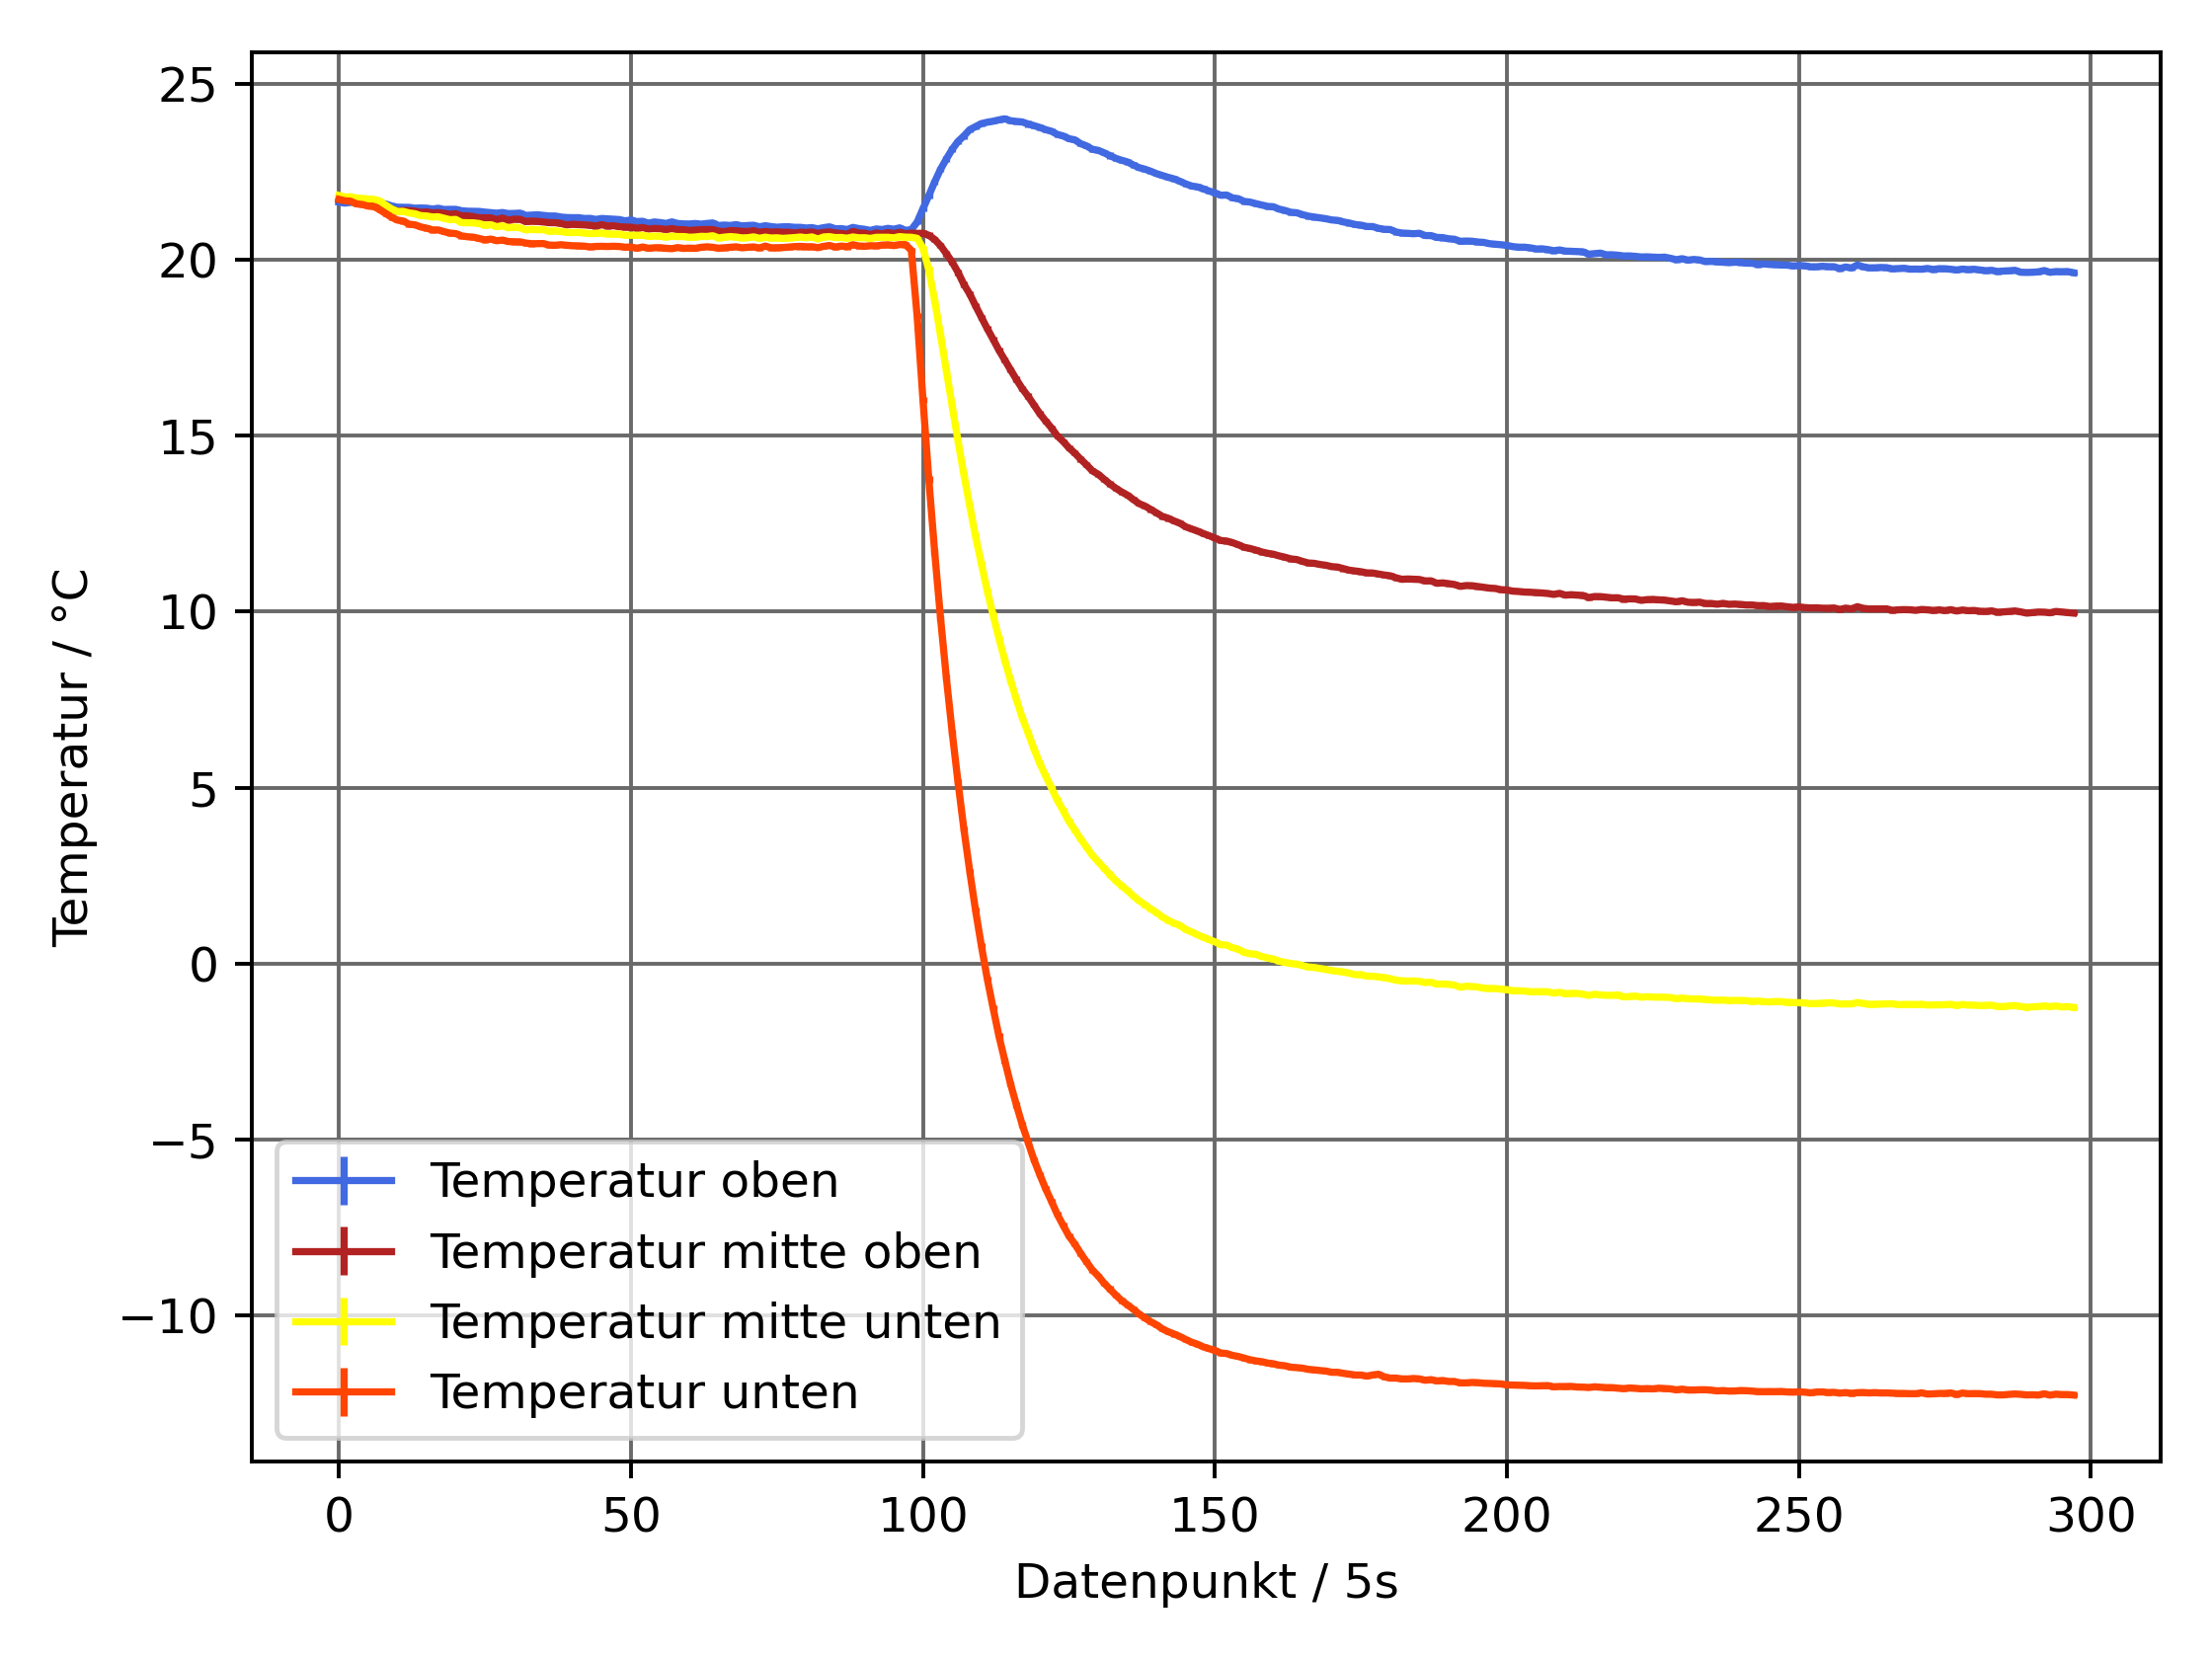 25
20
15
10
5
0
−5
−10
Temperatur / °C
Temperatur oben
Temperatur mitte oben
Temperatur mitte unten
Temperatur unten
0 50 100 150 200 250 300
Datenpunkt / 5s